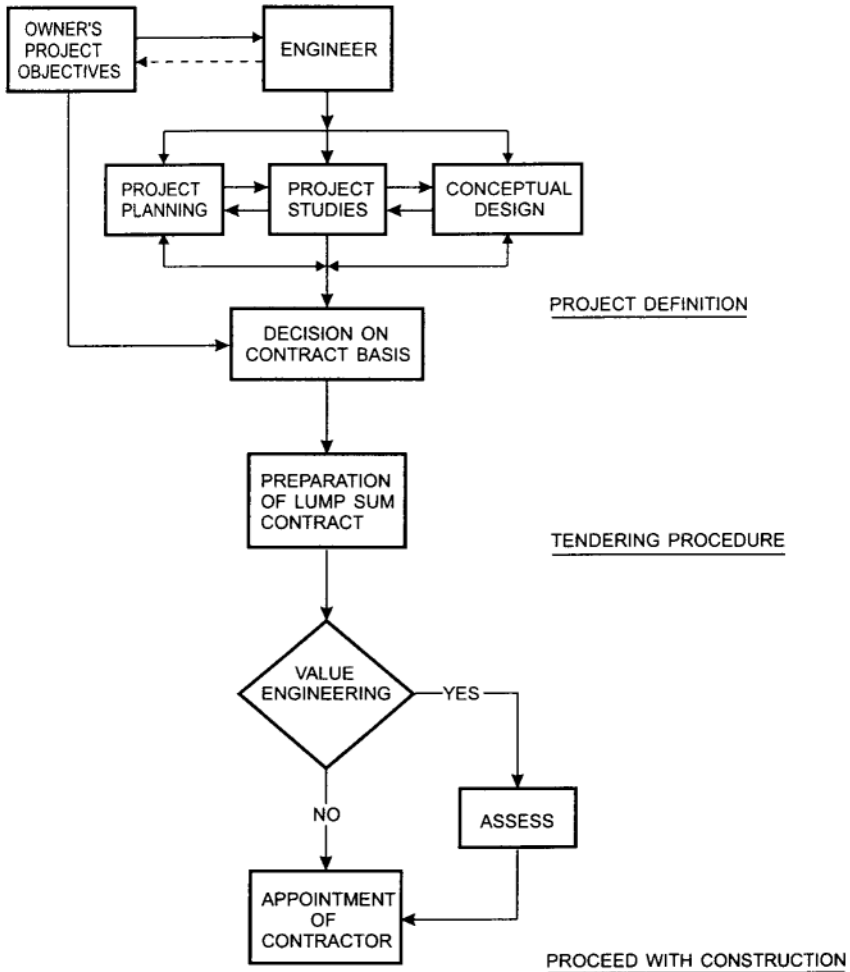 OWNER'S
PROJECT
OBJECTIVES
ENGINEER
PROJECT
PLANNING
PROJECT
STUDIES
CONCEPTUAL
DESIGN
PROJECT DEFINITION
DECISION ON
CONTRACT BASIS
PREPARATION
OF LUMP SUM
CONTRACT
TENDERING PROCEDURE
VALUE
ENGINEERING
YES
NO
ASSESS
APPOINTMENT
OF
CONTRACTOR
PROCEED WITH CONSTRUCTION